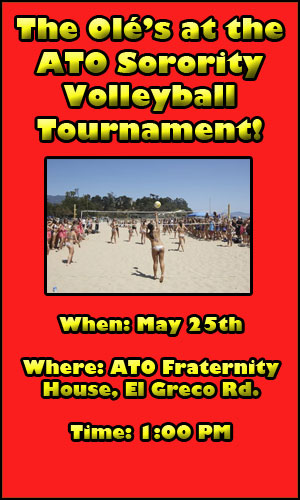 The Olé's at the
ATO Sorority
Volleyball
Tournament!
When: May 25th
Where: ATO Fraternity
House, El Greco Rd.
Time: 1:00 PM